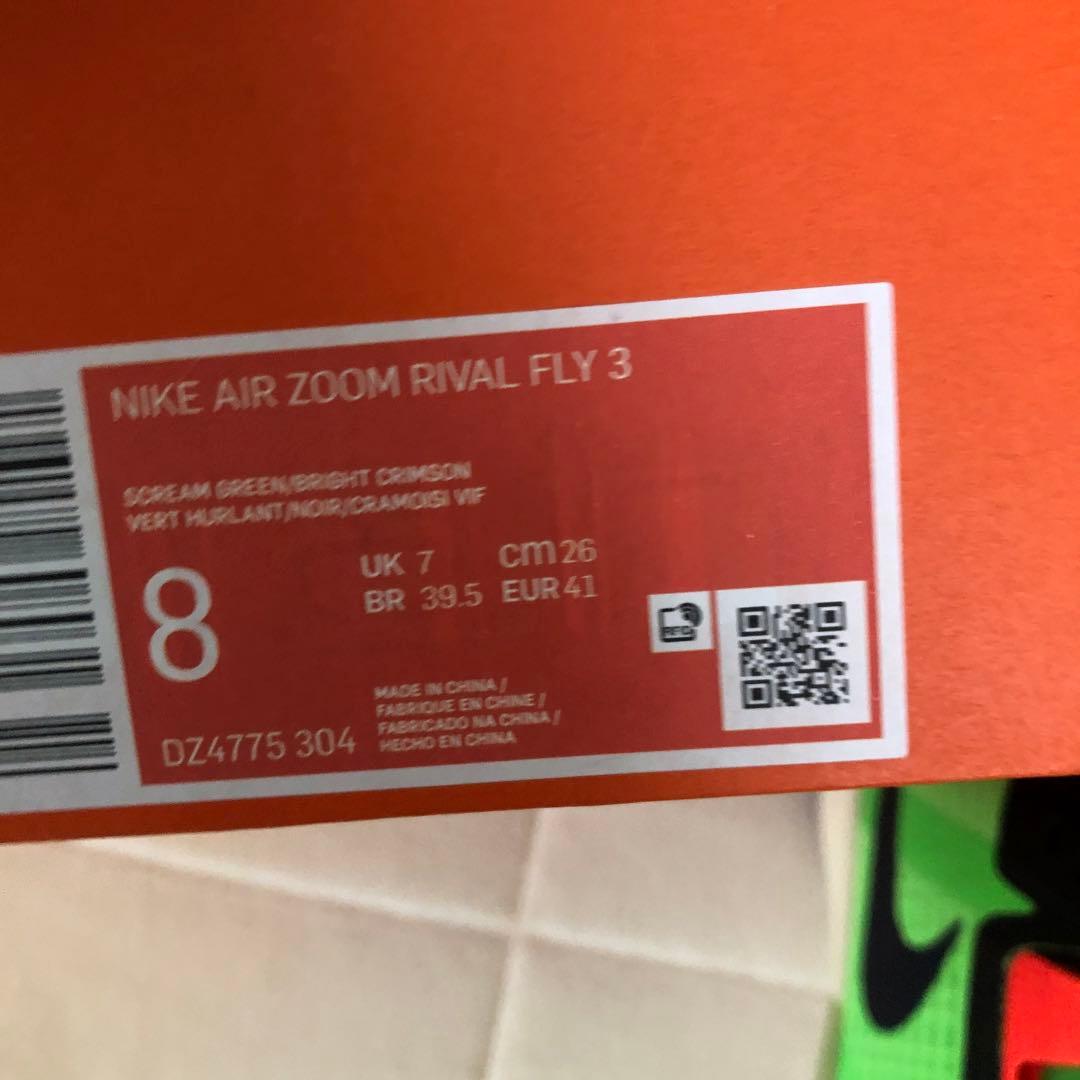 NIKE AIR ZOOM RIVAL FLY 3
SCREAM GREEN/BRIGHT CRIMSON
VERT HURLANT/NOIR/CRAMOISI VIF
8
UK 7 cm 26
BR 39.5 EUR 41
RFID
DZ4775 304
MADE IN CHINA /
FABRIQUE EN CHINE /
FABRICADO NA CHINA /
HECHO EN CHINA